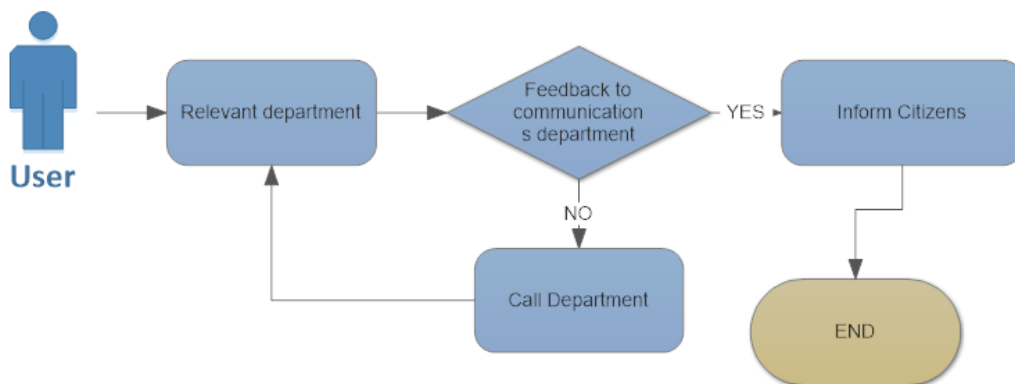 User
Relevant department
Feedback to
communication
s department
YES
Inform Citizens
NO
Call Department
END